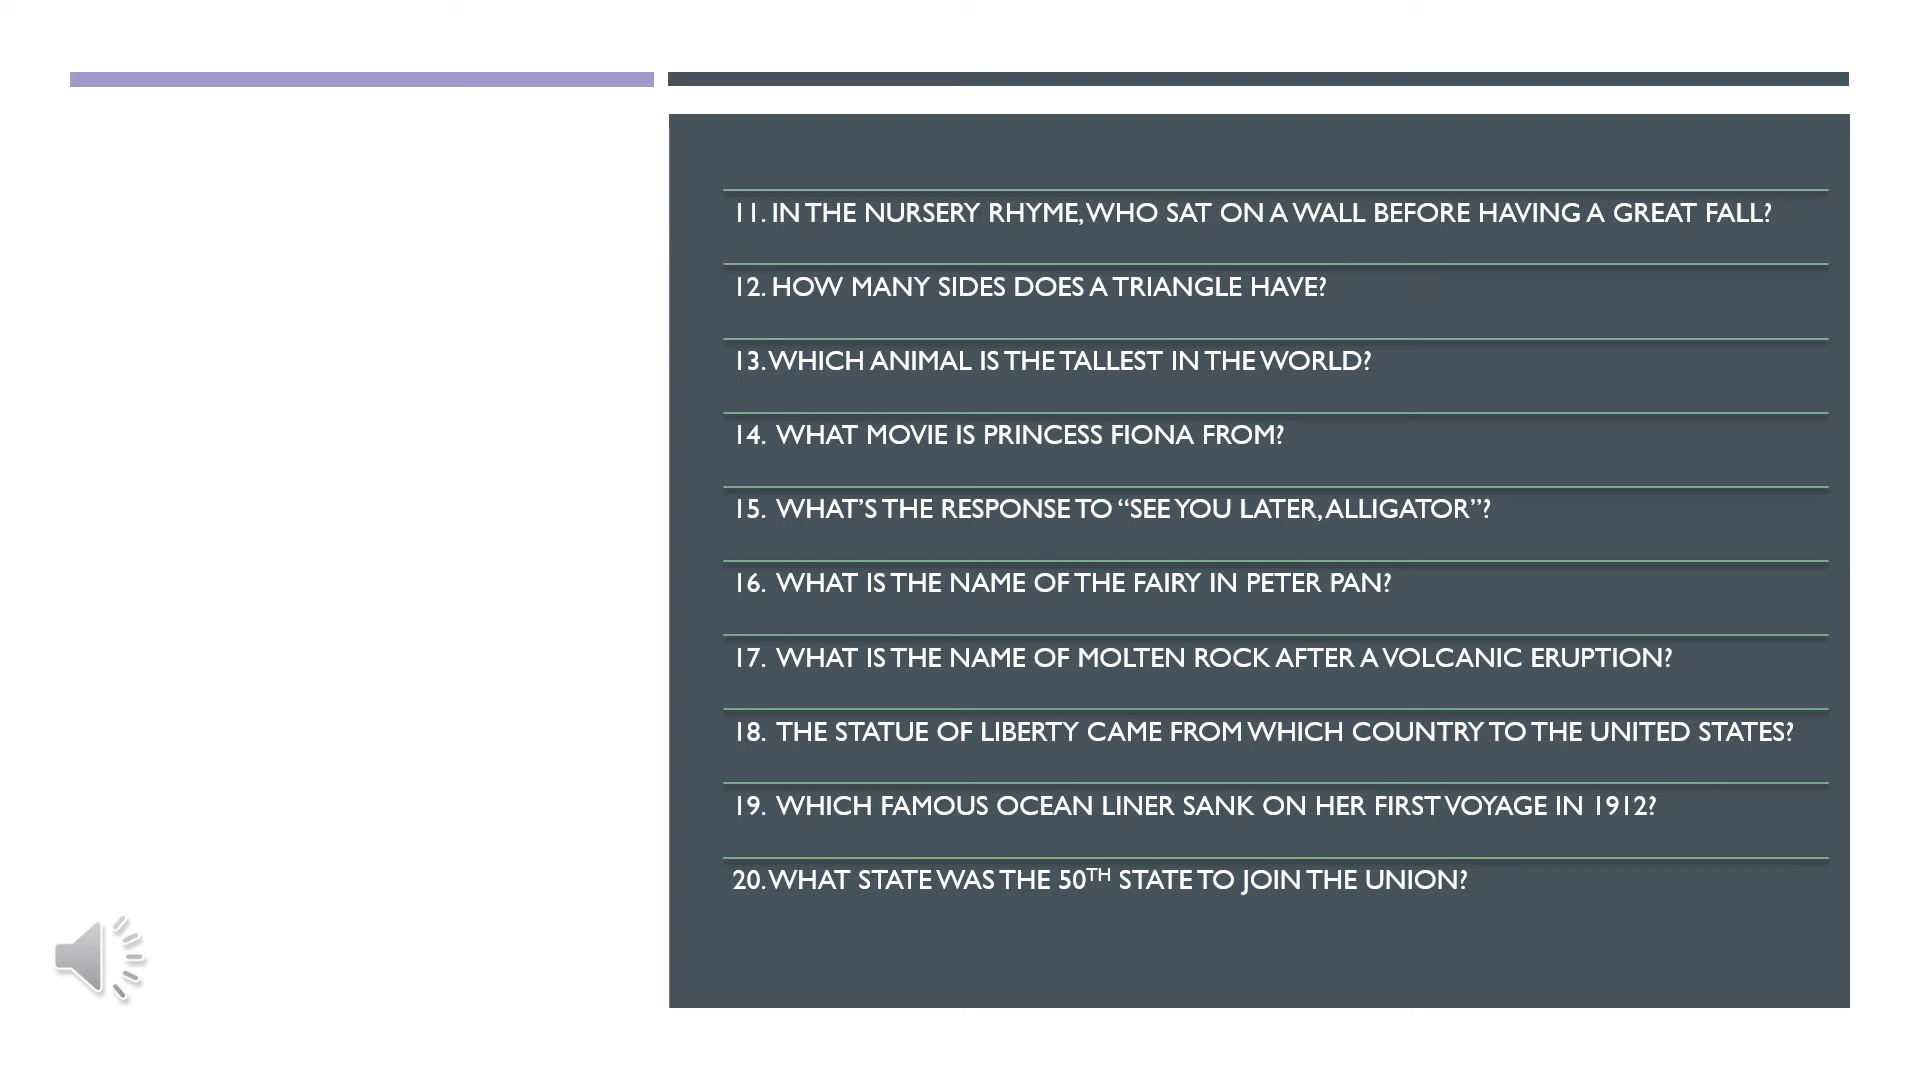 11. IN THE NURSERY RHYME, WHO SAT ON A WALL BEFORE HAVING A GREAT FALL?
12. HOW MANY SIDES DOES A TRIANGLE HAVE?
13. WHICH ANIMAL IS THE TALLEST IN THE WORLD?
14. WHAT MOVIE IS PRINCESS FIONA FROM?
15. WHAT’S THE RESPONSE TO “SEE YOU LATER, ALLIGATOR”?
16. WHAT IS THE NAME OF THE FAIRY IN PETER PAN?
17. WHAT IS THE NAME OF MOLTEN ROCK AFTER A VOLCANIC ERUPTION?
18. THE STATUE OF LIBERTY CAME FROM WHICH COUNTRY TO THE UNITED STATES?
19. WHICH FAMOUS OCEAN LINER SANK ON HER FIRST VOYAGE IN 1912?
20. WHAT STATE WAS THE 50TH STATE TO JOIN THE UNION?